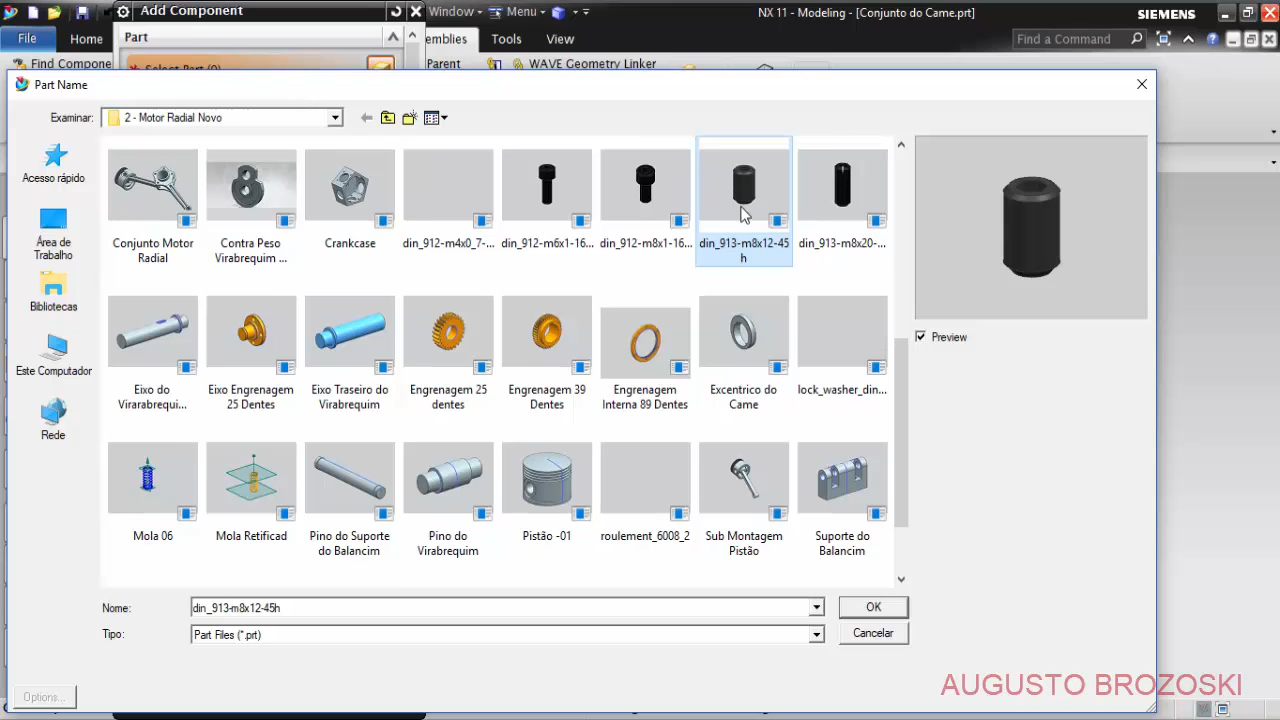 Add Component
Window
Menu
NX 11 - Modeling - [Conjunto do Came.prt]
SIEMENS
File
Home
Part
emblies
Tools
View
Find a Command
Find Compone
Select Part (0)
Parent
WAVE Geometry Linker
Part Name
Examinar:
2 - Motor Radial Novo
Acesso rápido
Área de
Trabalho
Bibliotecas
Este Computador
Rede
Conjunto Motor
Radial
Contra Peso
Virabrequim ...
Crankcase
din_912-m4x0_7-...
din_912-m6x1-16...
din_912-m8x1-16...
din_913-m8x12-45
h
din_913-m8x20-...
Preview
Eixo do
Virarabrequi...
Eixo Engrenagem
25 Dentes
Eixo Traseiro do
Virabrequim
Engrenagem 25
dentes
Engrenagem 39
Dentes
Engrenagem
Interna 89 Dentes
Excentrico do
Came
lock_washer_din...
Mola 06
Mola Retificad
Pino do Suporte
do Balancim
Pino do
Virabrequim
Pistão -01
roulement_6008_2
Sub Montagem
Pistão
Suporte do
Balancim
Nome:
din_913-m8x12-45h
OK
Tipo:
Part Files (*.prt)
Cancelar
Options...
AUGUSTO BROZOSKI